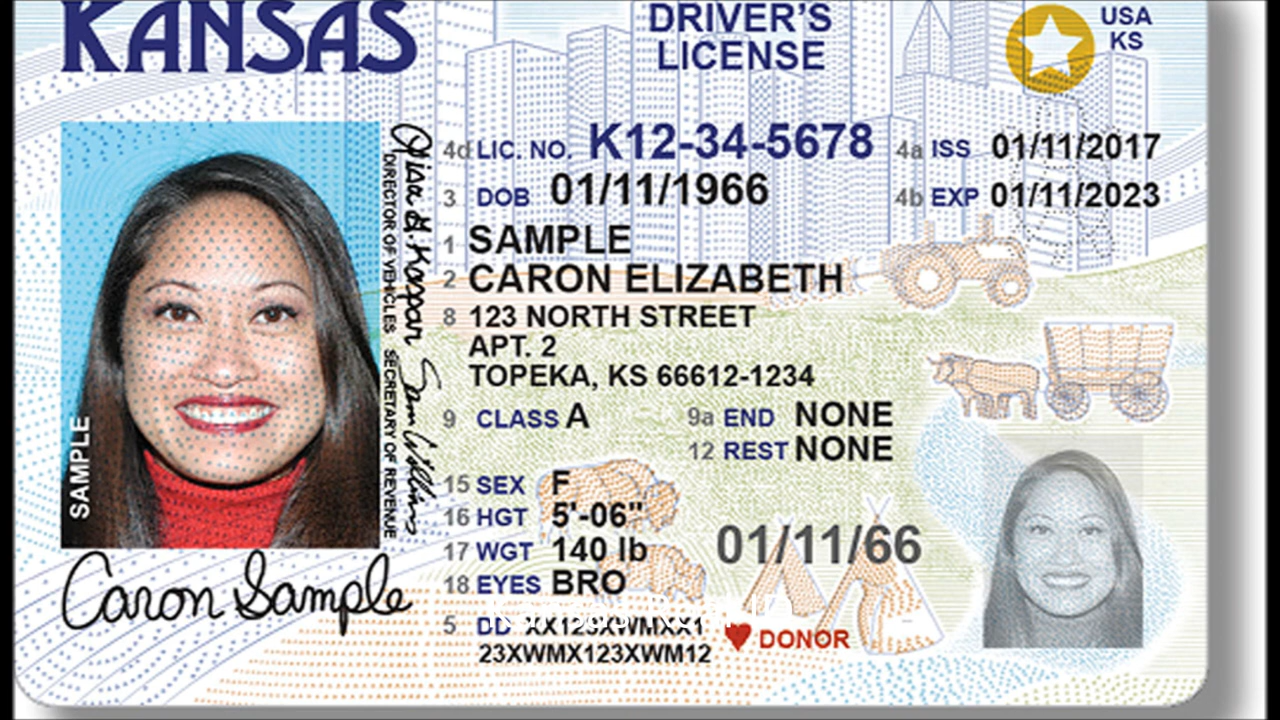 KANSAS
DRIVER'S
LICENSE
USA
KS
4d LIC. NO. K12-34-5678
4a ISS 01/11/2017
3 DOB 01/11/1966
4b EXP 01/11/2023
1 SAMPLE
2 CARON ELIZABETH
8 123 NORTH STREET
APT. 2
TOPEKA, KS 66612-1234
9 CLASS A
9a END NONE
12 REST NONE
15 SEX F
16 HGT 5'-06"
17 WGT 140 lb
18 EYES BRO
01/11/66
5 DD XX123XWMXX1
23XWMX123XWM12
DONOR
SAMPLE
DIRECTOR OF VEHICLES
SECRETARY OF REVENUE
Sam Williams
Caron Sample